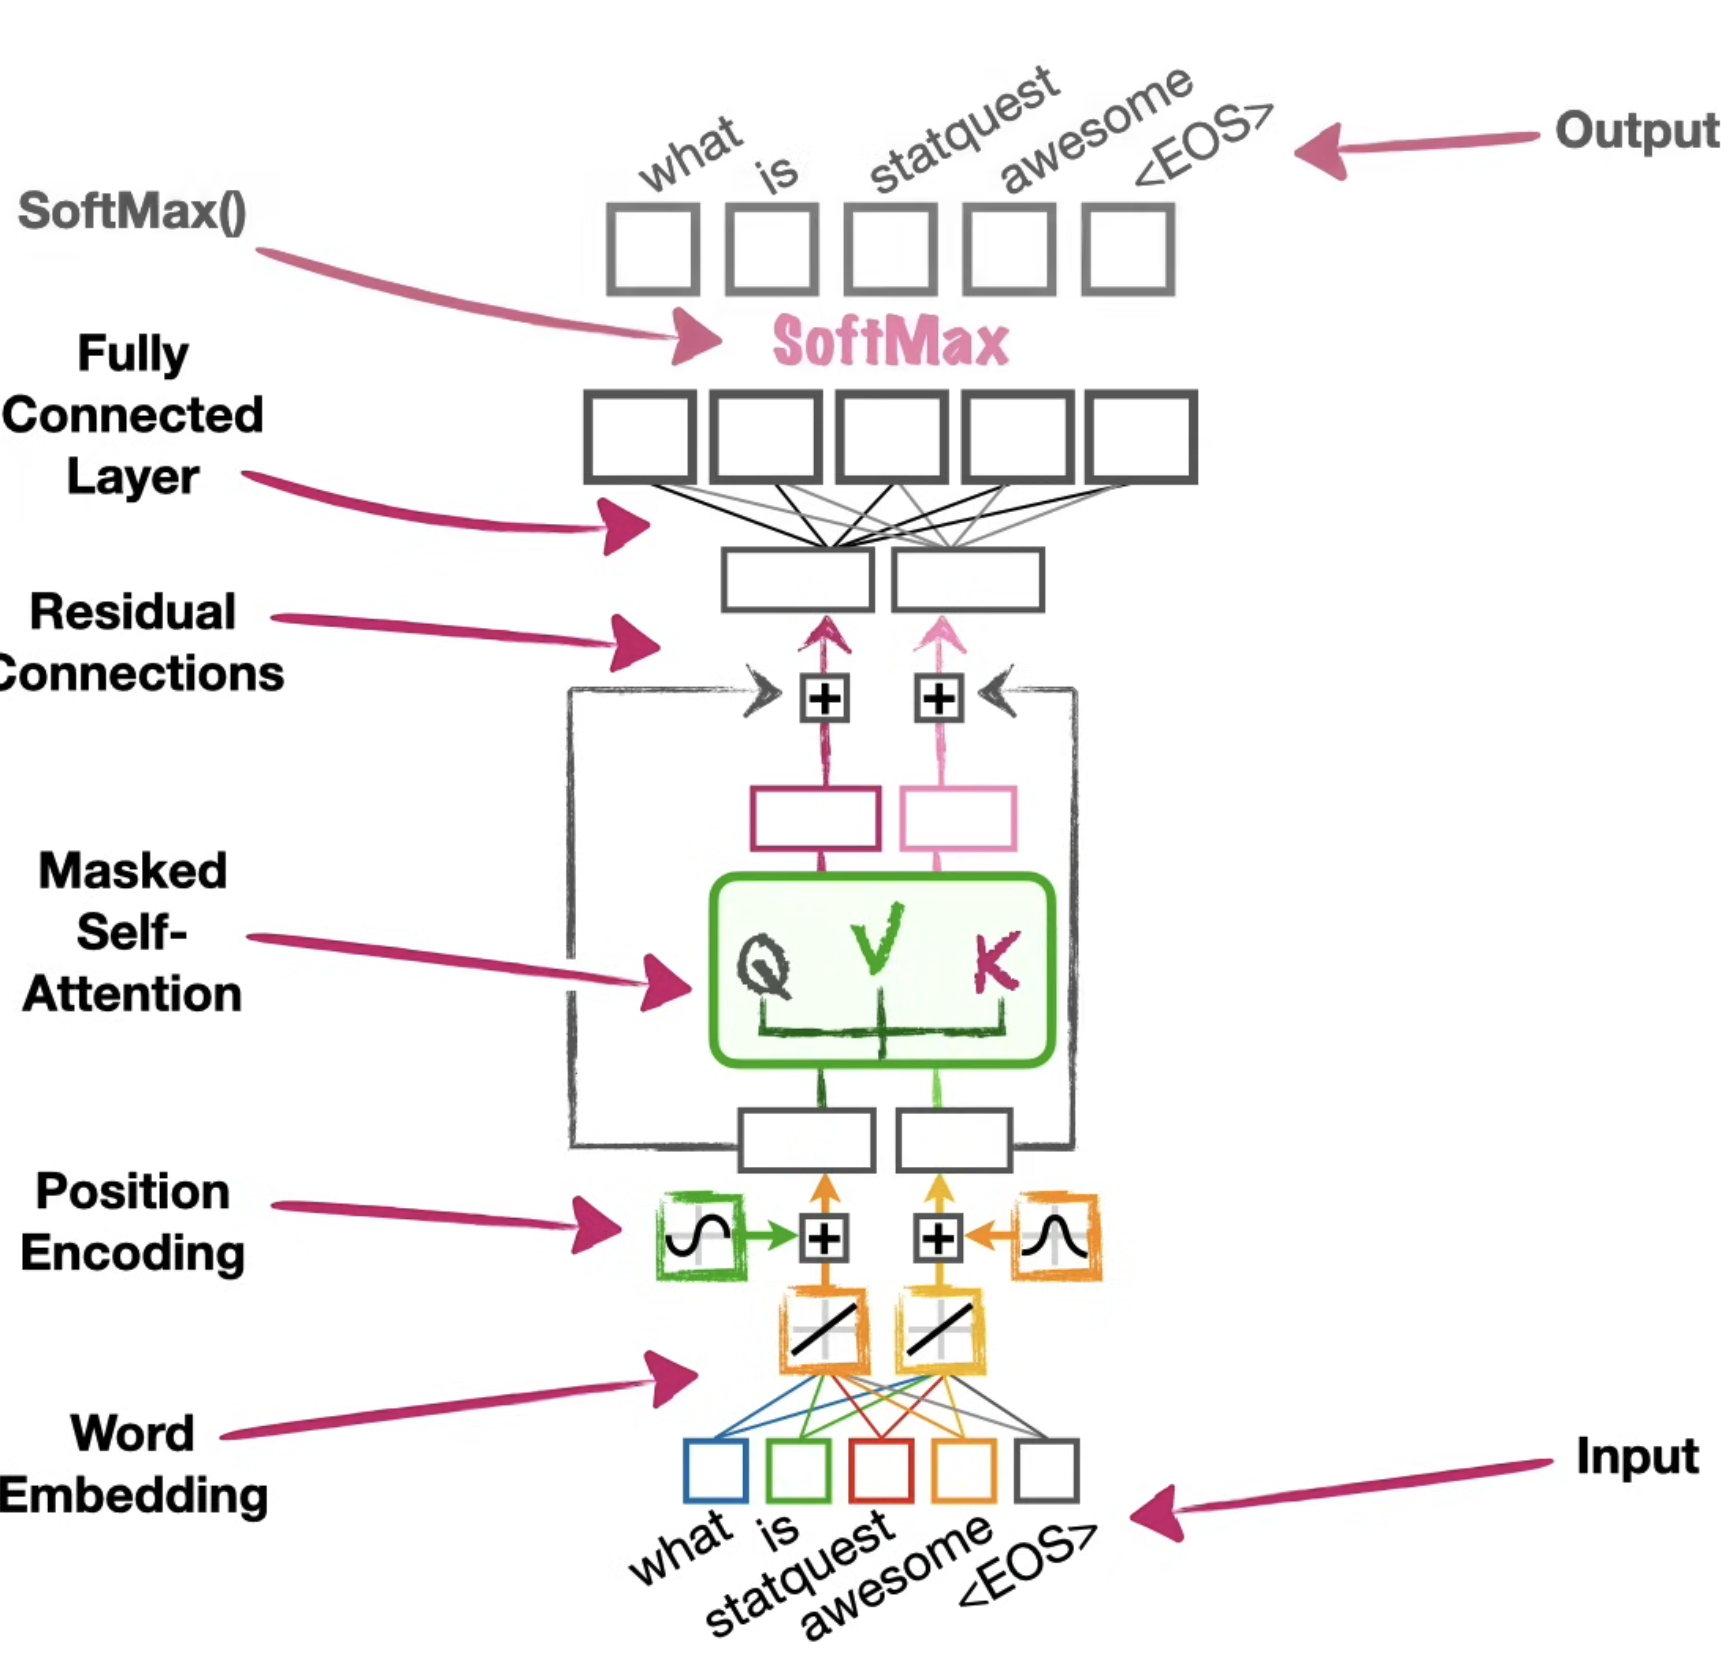 what
is
statquest
awesome
<EOS>
Output
SoftMax()
SoftMax
Fully
Connected
Layer
Residual
Connections
+
+
Masked
Self-
Attention
Q
V
K
Position
Encoding
+
+
Word
Embedding
Input
what
is
statquest
awesome
<EOS>